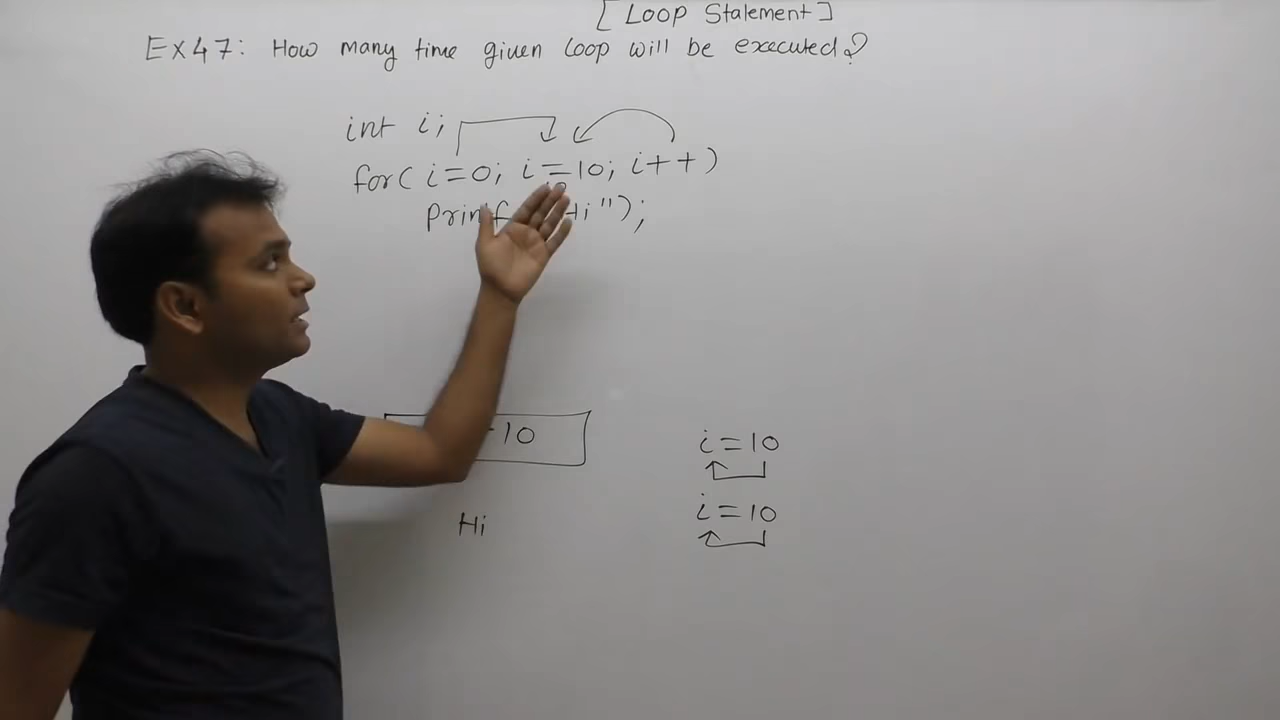 [ Loop Statement ]
Ex47: How many time given loop will be executed?
int i;
for( i=0; i=10; i++)
10
Hi");
10
i=10
i=10
Hi